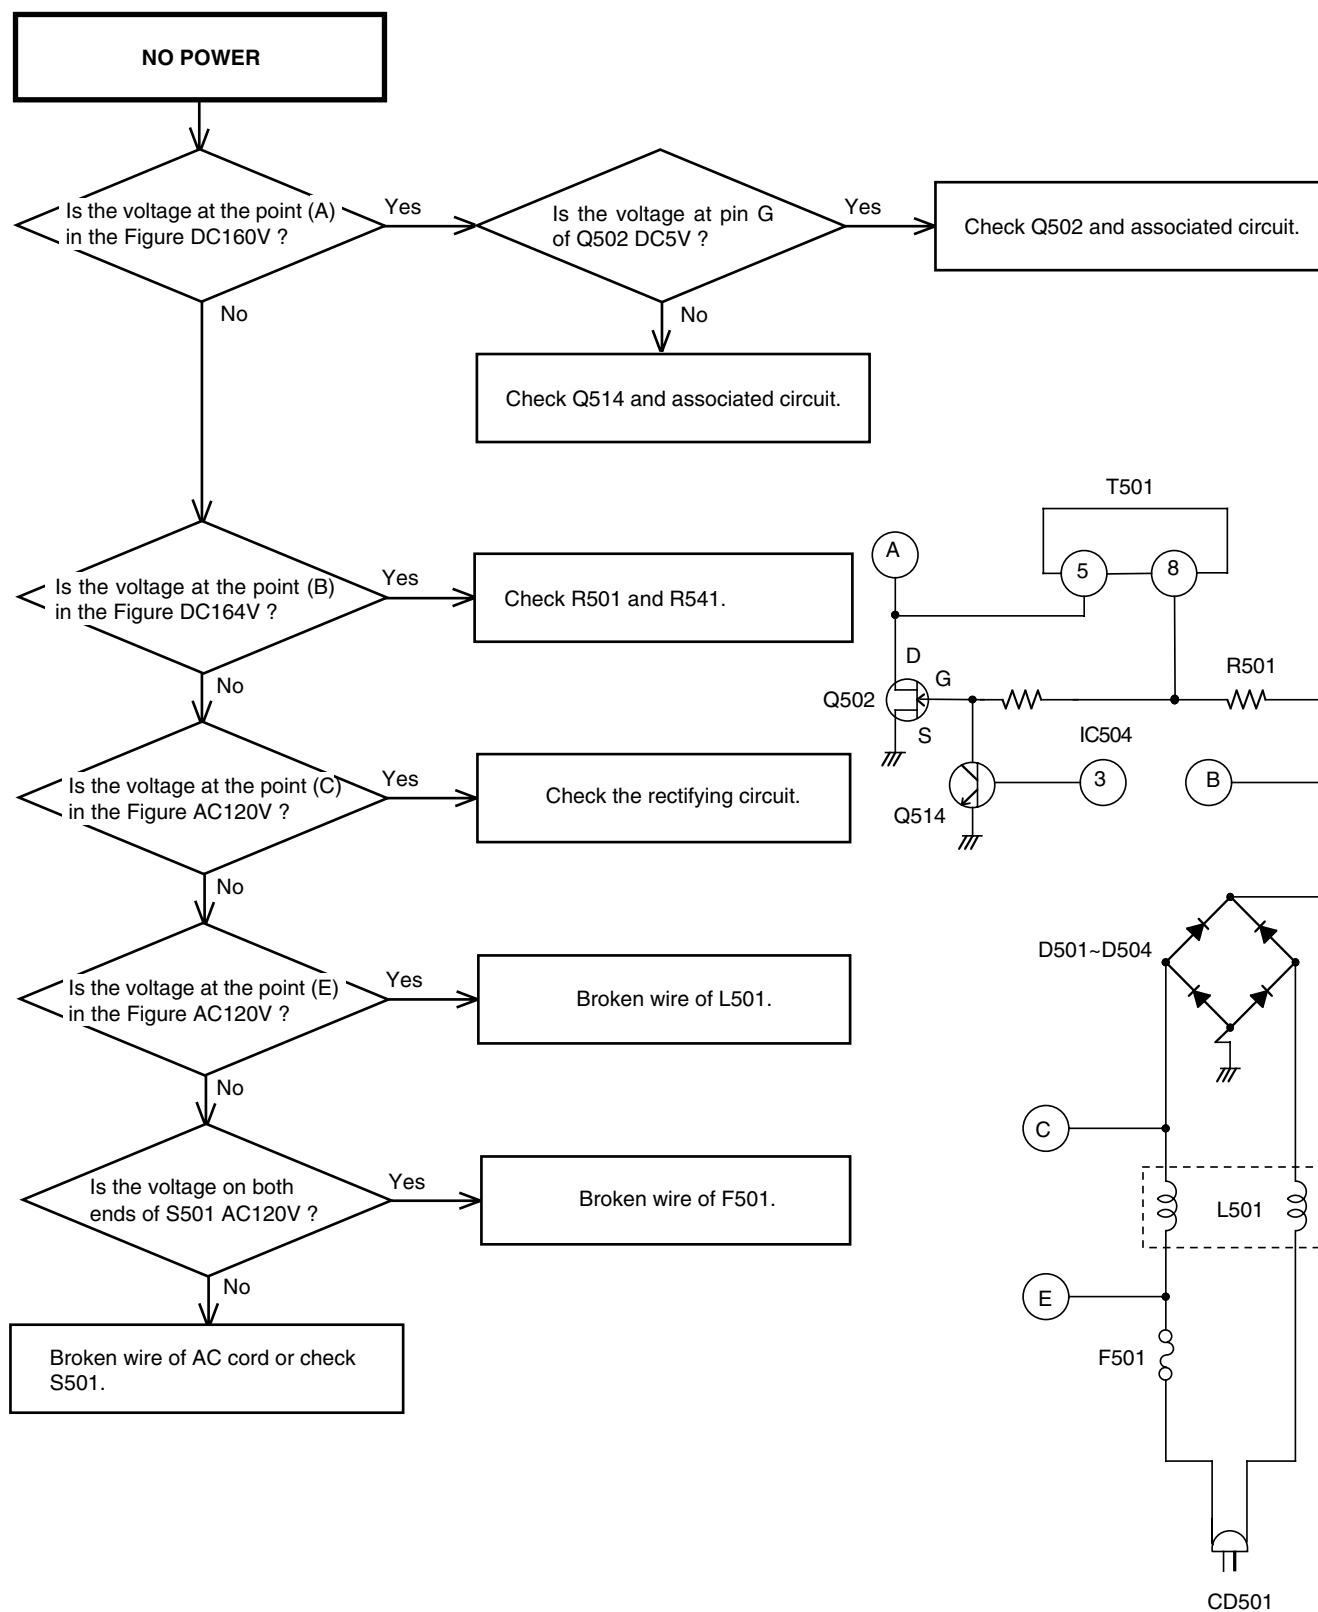 NO POWER
Is the voltage at the point (A)
in the Figure DC160V ?
Yes
Is the voltage at pin G
of Q502 DC5V ?
Yes
Check Q502 and associated circuit.
No
No
Check Q514 and associated circuit.
Is the voltage at the point (B)
in the Figure DC164V ?
Yes
Check R501 and R541.
No
Is the voltage at the point (C)
in the Figure AC120V ?
Yes
Check the rectifying circuit.
No
Is the voltage at the point (E)
in the Figure AC120V ?
Yes
Broken wire of L501.
No
Is the voltage on both
ends of S501 AC120V ?
Yes
Broken wire of F501.
No
Broken wire of AC cord or check
S501.
T501
A
5
8
D
G
R501
Q502
S
IC504
3
B
Q514
D501~D504
C
L501
E
F501
CD501